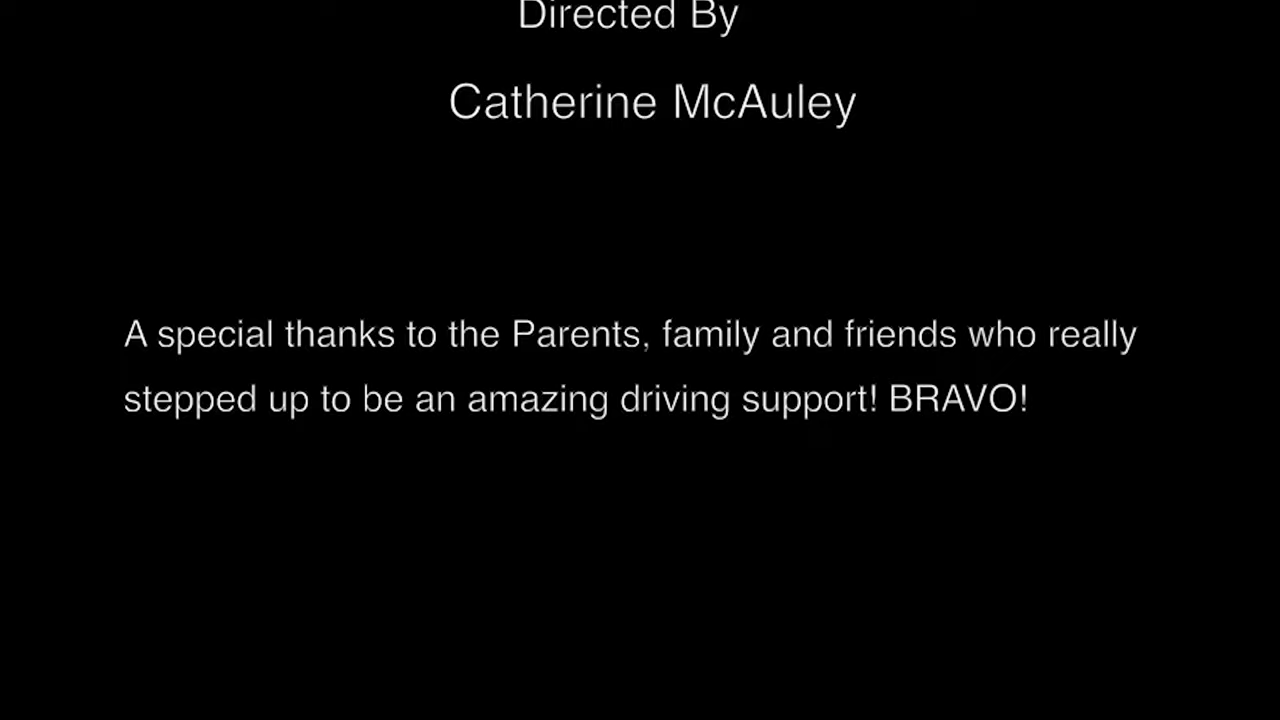 Directed By
Catherine McAuley
A special thanks to the Parents, family and friends who really
stepped up to be an amazing driving support! BRAVO!